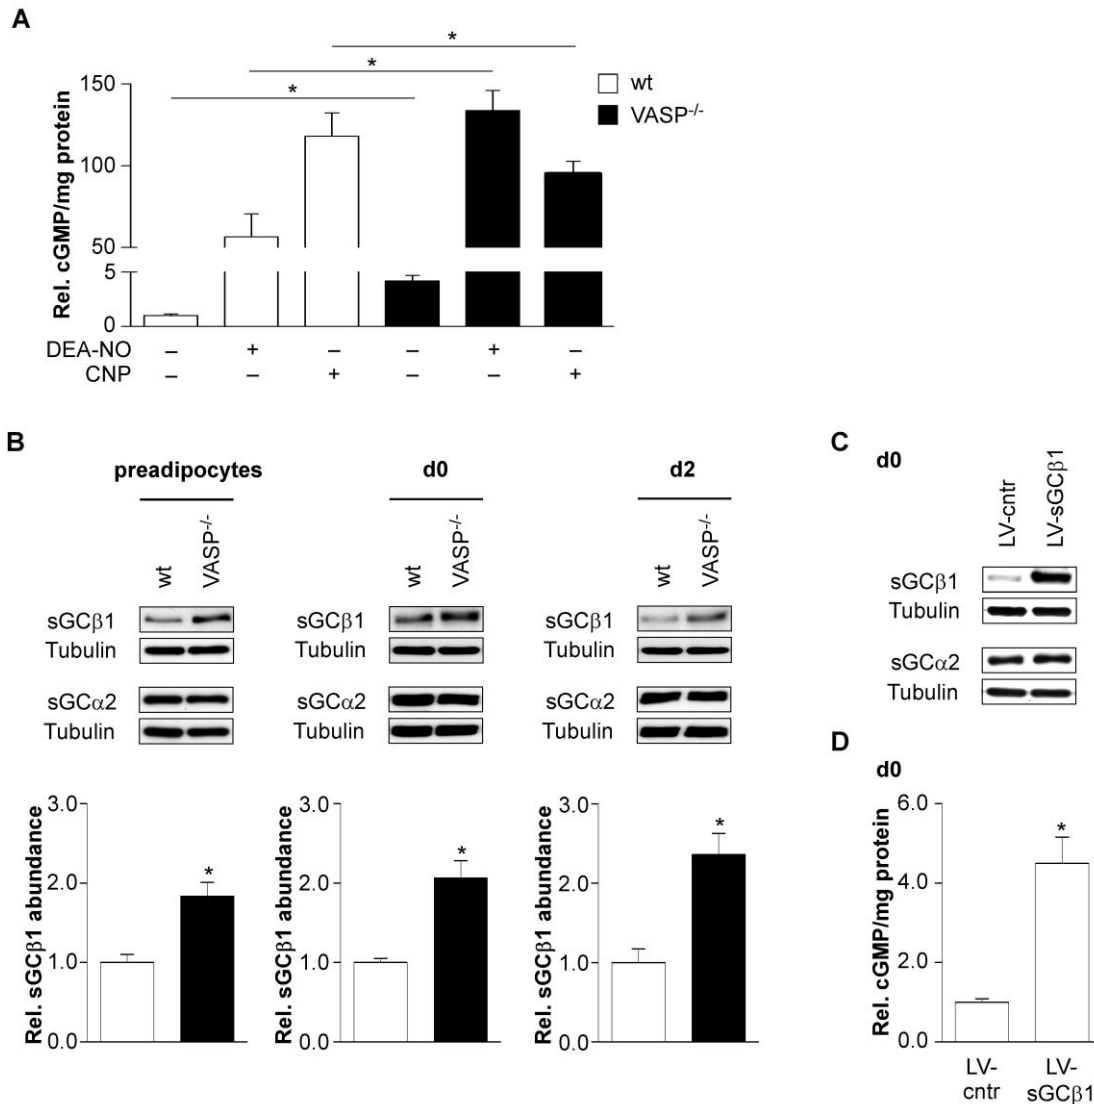 A
* 
*
*
wt
VASP-/-
Rel. cGMP/mg protein
150
100
50
5
0
DEA-NO – + – – + –
CNP – – + – – +
B
preadipocytes d0 d2
wt VASP-/- wt VASP-/- wt VASP-/-
sGCβ1 sGCβ1 sGCβ1
Tubulin Tubulin Tubulin
sGCα2 sGCα2 sGCα2
Tubulin Tubulin Tubulin
Rel. sGCβ1 abundance
3.0
2.0
1.0
0.0
*
Rel. sGCβ1 abundance
3.0
2.0
1.0
0.0
*
Rel. sGCβ1 abundance
3.0
2.0
1.0
0.0
*
C
d0
LV-cntr LV-sGCβ1
sGCβ1
Tubulin
sGCα2
Tubulin
D
d0
Rel. cGMP/mg protein
6.0
4.0
2.0
0.0
*
LV- LV-
cntr sGCβ1